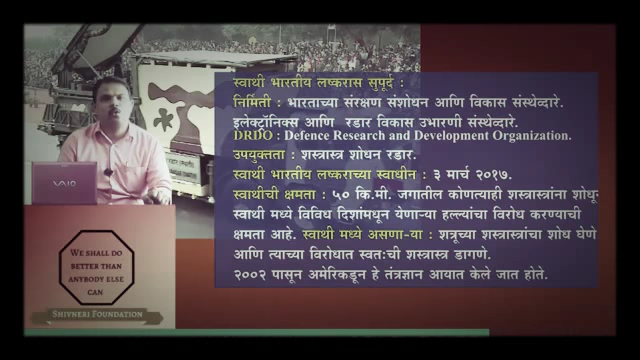 स्वाथी भारतीय लष्करास सुपूर्द :
निर्मिती : भारताच्या संरक्षण संशोधन आणि विकास संस्थेव्दारे.
इलेक्ट्रॉनिक्स आणि रडार विकास उभारणी संस्थेव्दारे.
DRDO : Defence Research and Development Organization.
उपयुक्तता : शस्त्रास्त्र शोधन रडार.
स्वाथी भारतीय लष्कराच्या स्वाधीन : ३ मार्च २०१७.
स्वाथीची क्षमता : ५० कि.मी. जगातील कोणत्याही शस्त्रास्त्रांना शोधू
स्वाथी मध्ये विविध दिशांमधून येणाऱ्या हल्ल्यांचा विरोध करण्याची
क्षमता आहे. स्वाथी मध्ये असणा-या : शत्रूच्या शस्त्रास्त्रांचा शोध घेणे
आणि त्याच्या विरोधात स्वत:ची शस्त्रास्त्र डागणे.
२००२ पासून अमेरिकडून हे तंत्रज्ञान आयात केले जात होते.
VAIO
WE SHALL DO
BETTER THAN
ANYBODY ELSE
CAN
SHIVNERI FOUNDATION